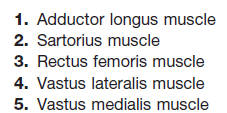 1. Adductor longus muscle
2. Sartorius muscle
3. Rectus femoris muscle
4. Vastus lateralis muscle
5. Vastus medialis muscle